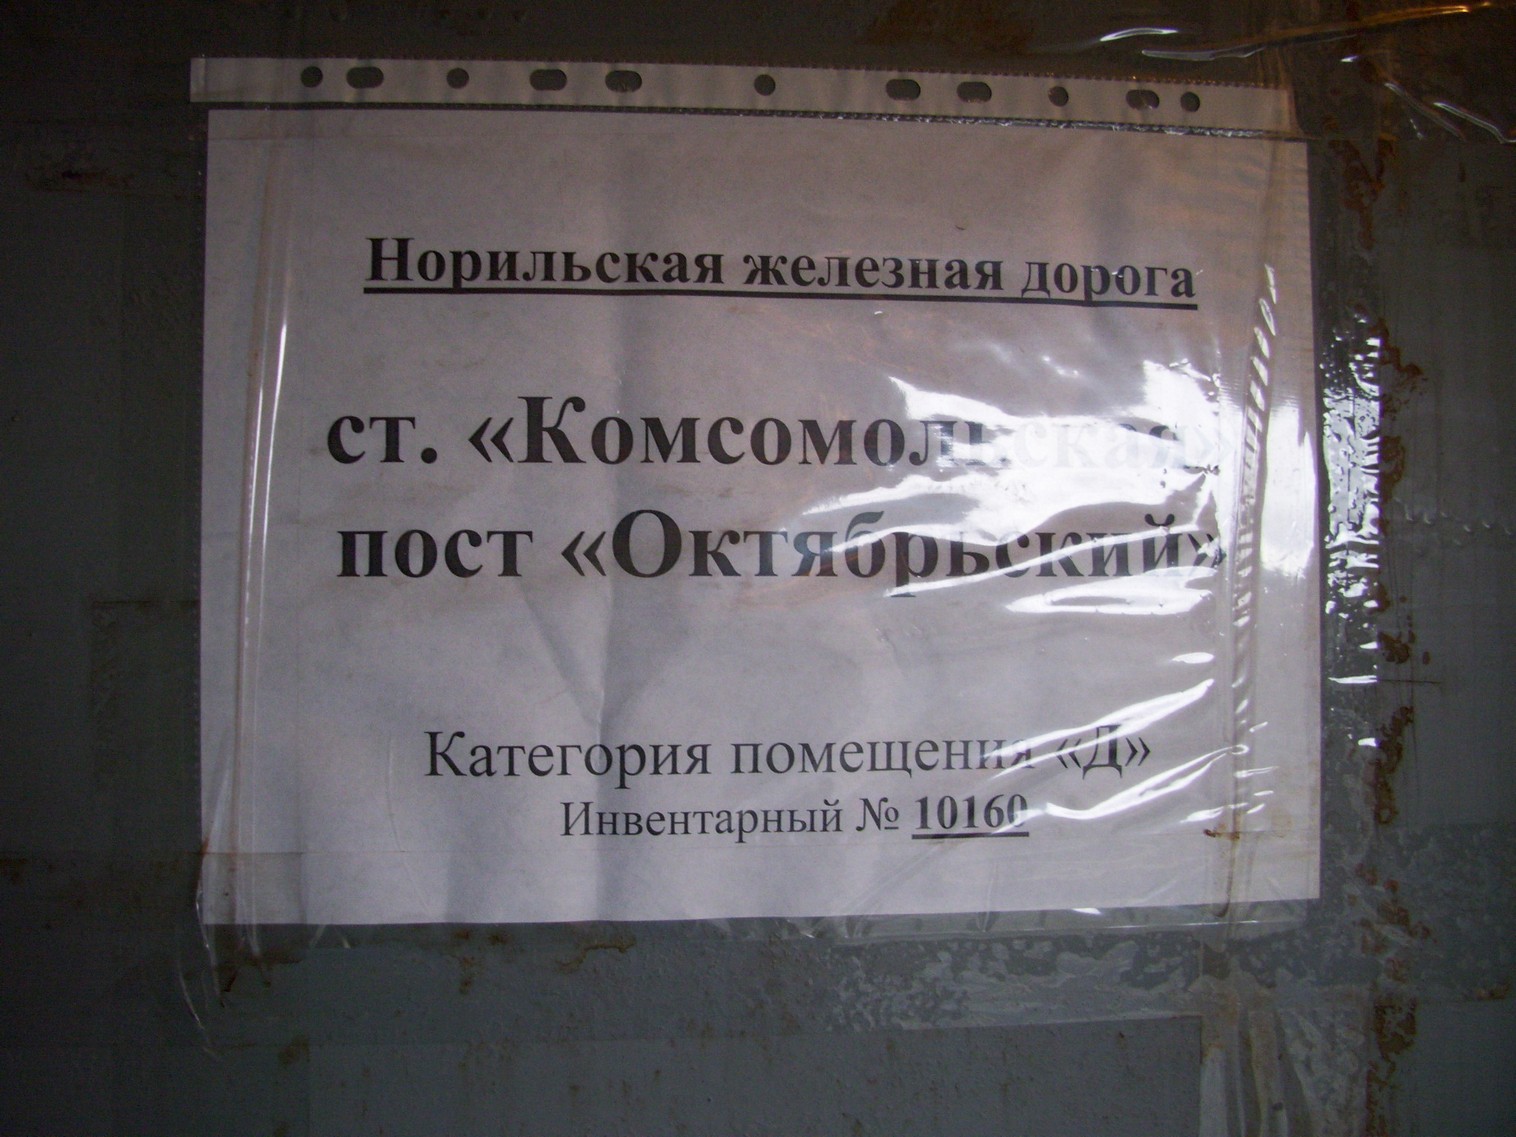 Норильская железная дорога
ст. «Комсомольская»
пост «Октябрьский»
Категория помещения «Д»
Инвентарный № 10160